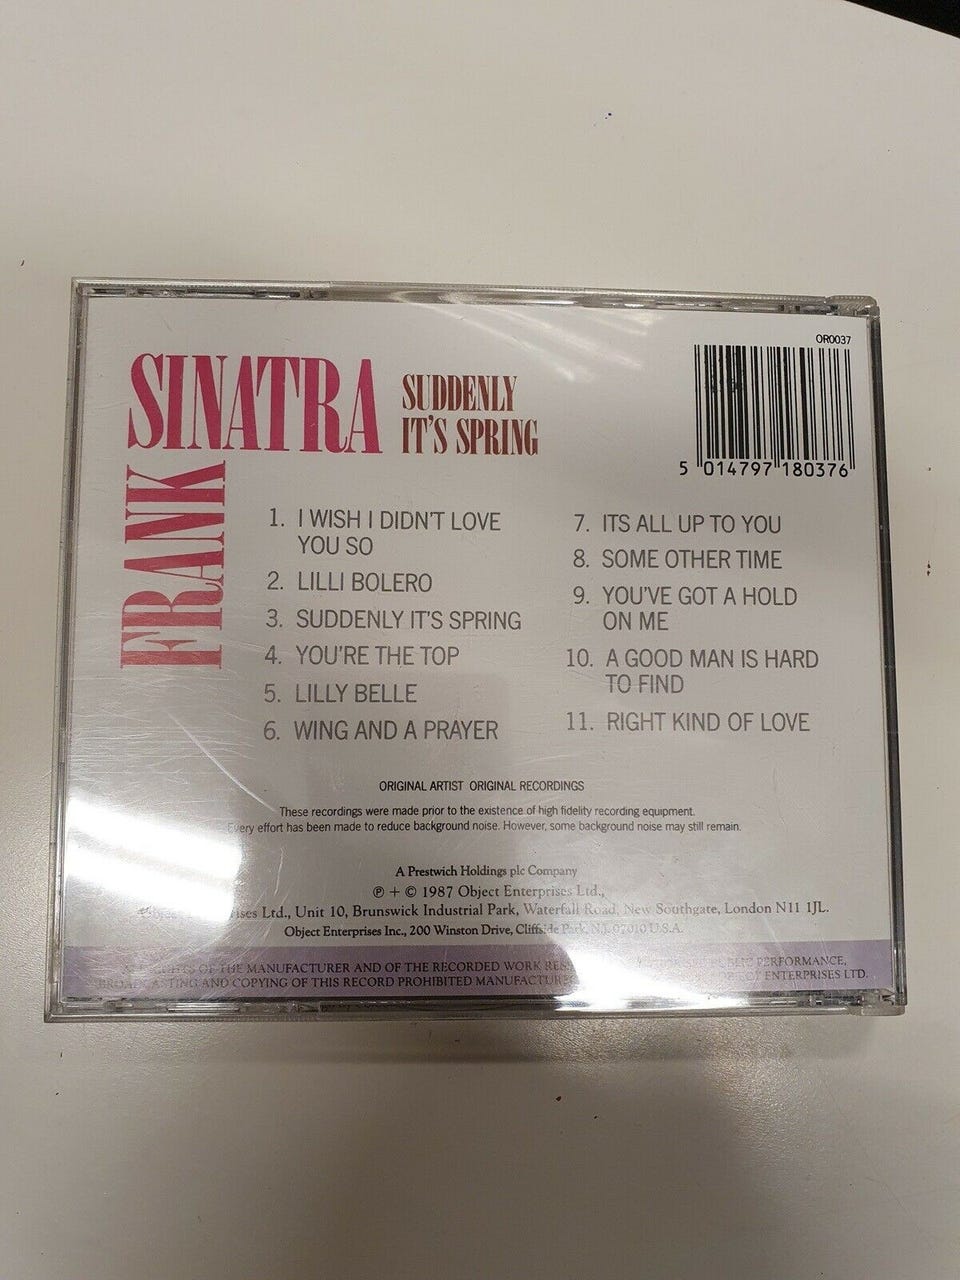 OR0037
5 014797 180376
SINATRA
FRANK
SUDDENLY
IT'S SPRING
1. I WISH I DIDN'T LOVE
YOU SO
2. LILLI BOLERO
3. SUDDENLY IT'S SPRING
4. YOU'RE THE TOP
5. LILLY BELLE
6. WING AND A PRAYER
7. ITS ALL UP TO YOU
8. SOME OTHER TIME
9. YOU'VE GOT A HOLD
ON ME
10. A GOOD MAN IS HARD
TO FIND
11. RIGHT KIND OF LOVE
ORIGINAL ARTIST ORIGINAL RECORDINGS
These recordings were made prior to the existence of high fidelity recording equipment.
Every effort has been made to reduce background noise. However, some background noise may still remain.
A Prestwich Holdings plc Company
℗ + © 1987 Object Enterprises Ltd.,
Ltd., Unit 10, Brunswick Industrial Park, Waterfall Road, New Southgate, London N11 1JL.
Object Enterprises Inc., 200 Winston Drive, Cliffside Park, N.J. 07010 U.S.A.
OF THE MANUFACTURER AND OF THE RECORDED WORK PERFORMANCE,
BROADCASTING AND COPYING OF THIS RECORD PROHIBITED ENTERPRISES LTD.